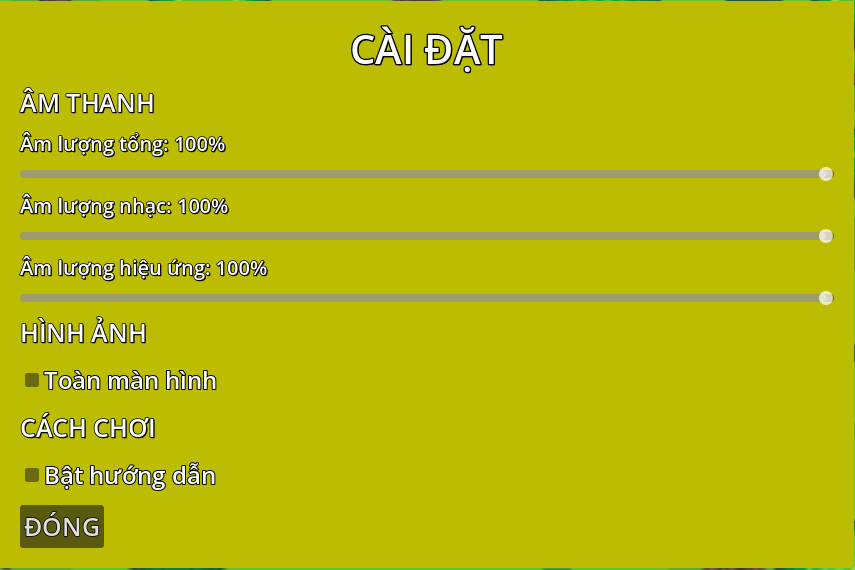 CÀI ĐẶT
ÂM THANH
Âm lượng tổng: 100%
Âm lượng nhạc: 100%
Âm lượng hiệu ứng: 100%
HÌNH ẢNH
Toàn màn hình
CÁCH CHƠI
Bật hướng dẫn
ĐÓNG